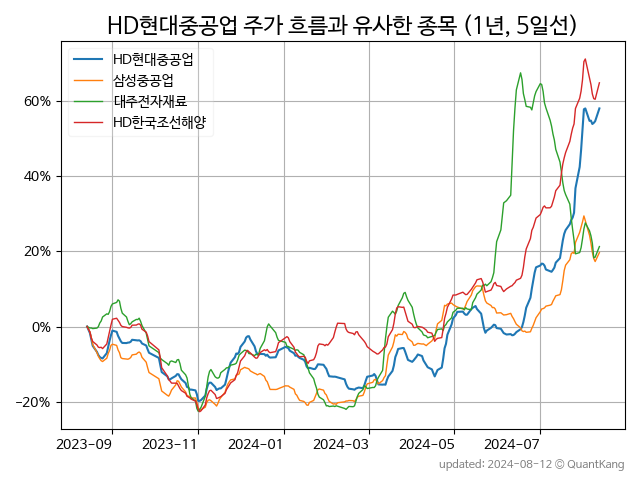 HD현대중공업 주가 흐름과 유사한 종목 (1년, 5일선)
HD현대중공업
삼성중공업
대주전자재료
HD한국조선해양
60%
40%
20%
0%
−20%
2023-09 2023-11 2024-01 2024-03 2024-05 2024-07
updated: 2024-08-12 © QuantKang